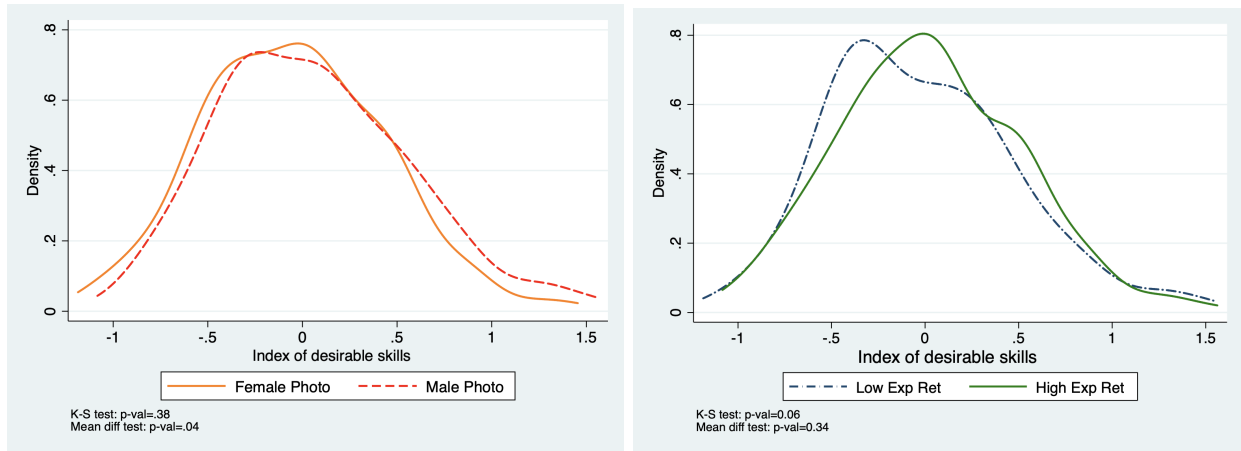 Density
.8
.6
.4
.2
0
-1
-.5
0
.5
1
1.5
Index of desirable skills
Female Photo
Male Photo
K-S test: p-val=.38
Mean diff test: p-val=.04
Density
.8
.6
.4
.2
0
-1
-.5
0
.5
1
1.5
Index of desirable skills
Low Exp Ret
High Exp Ret
K-S test: p-val=0.06
Mean diff test: p-val=0.34